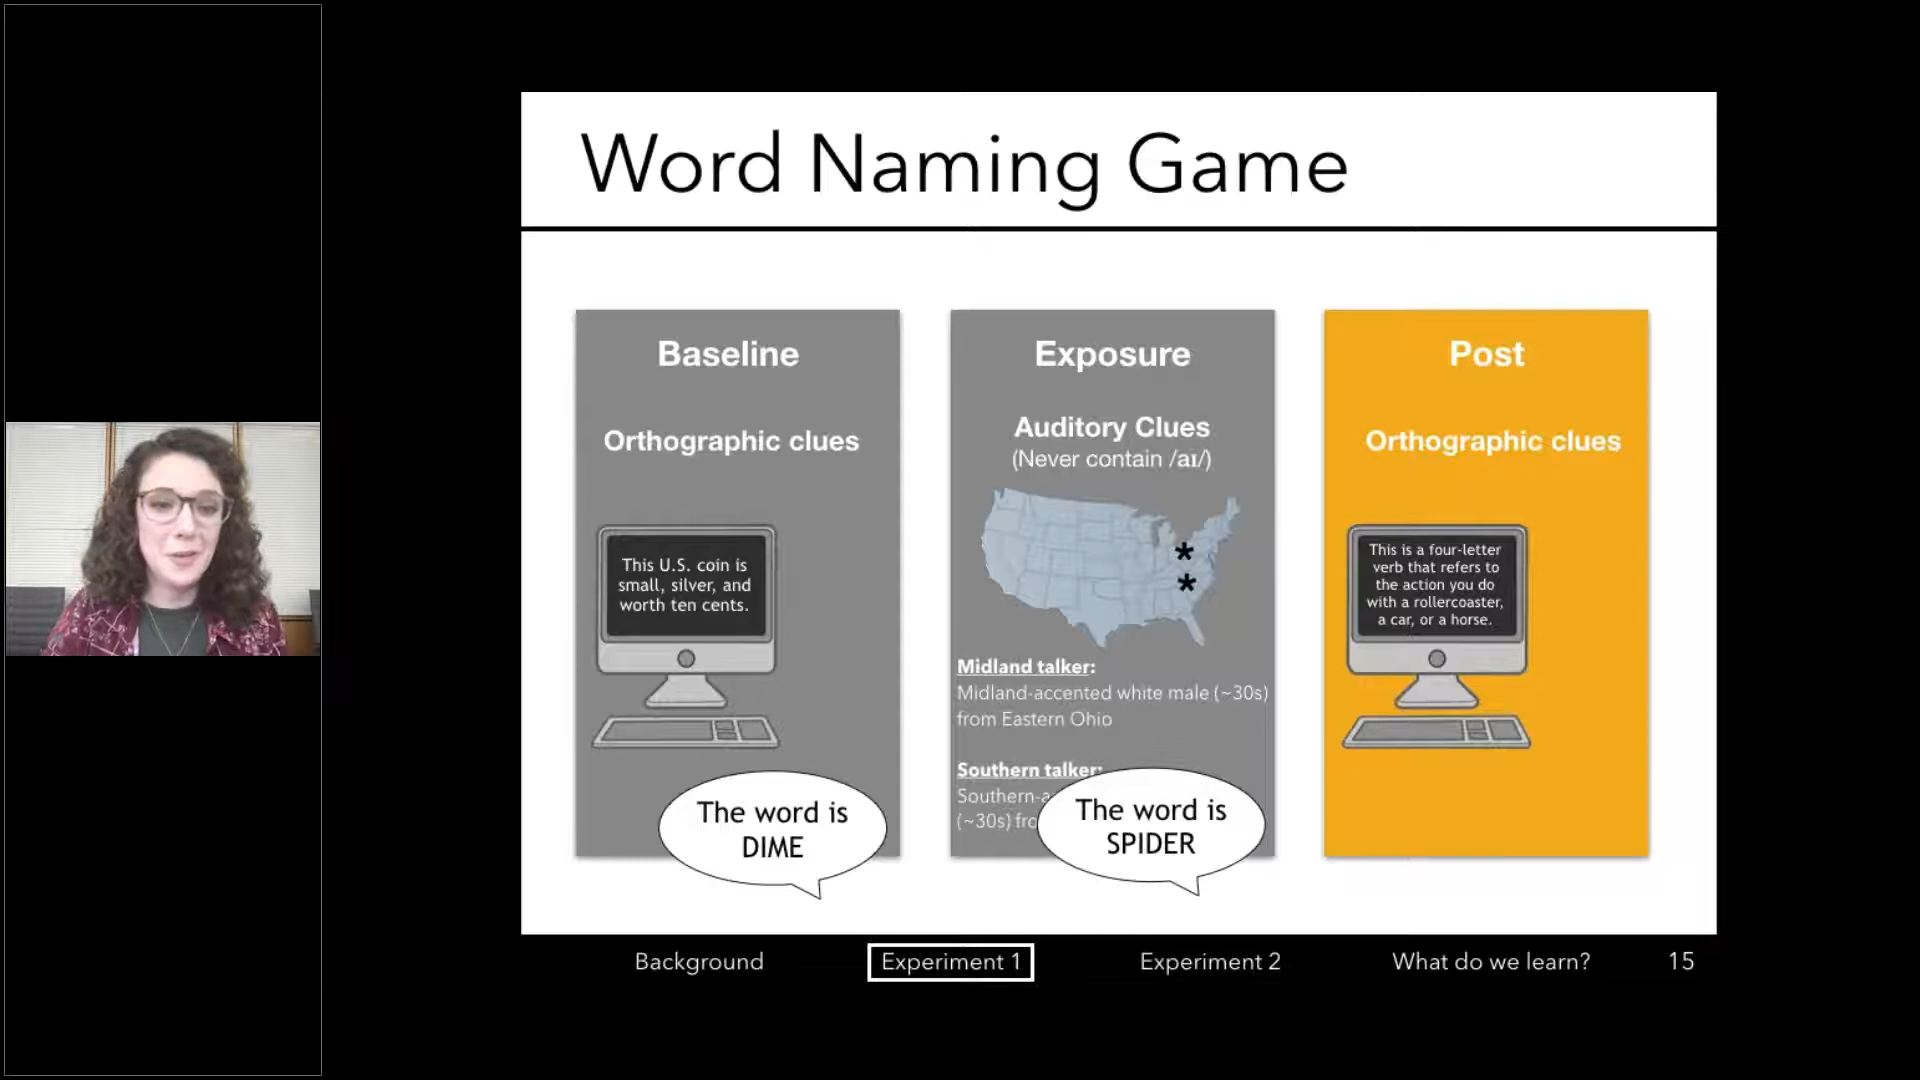 Word Naming Game
Baseline
Orthographic clues
This U.S. coin is
small, silver, and
worth ten cents.
The word is
DIME
Exposure
Auditory Clues
(Never contain /aɪ/)
*
*
Midland talker:
Midland-accented white male (~30s)
from Eastern Ohio
Southern talker:
Southern-a
(~30s) fro
The word is
SPIDER
Post
Orthographic clues
This is a four-letter
verb that refers to
the action you do
with a rollercoaster,
a car, or a horse.
Background
Experiment 1
Experiment 2
What do we learn?
15